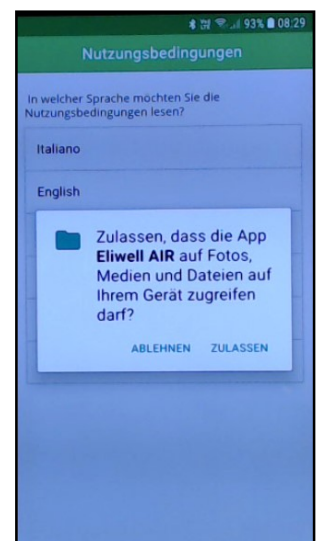 93% 08:29
Nutzungsbedingungen
In welcher Sprache möchten Sie die
Nutzungsbedingungen lesen?
Italiano
English
Zulassen, dass die App
Eliwell AIR auf Fotos,
Medien und Dateien auf
Ihrem Gerät zugreifen
darf?
ABLEHNEN ZULASSEN